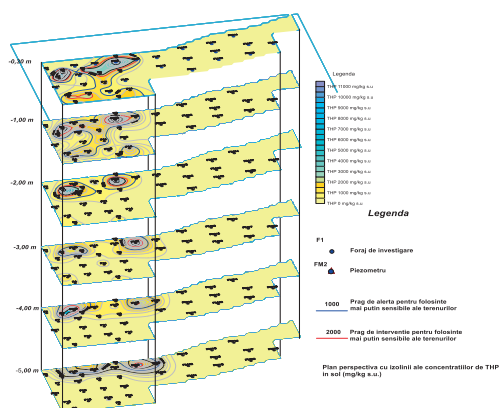 -0,30 m
-1,00 m
-2,00 m
-3,00 m
-4,00 m
-5,00 m
Legenda
THP 11000 mg/kg s.u
THP 10000 mg/kg s.u
THP 9000 mg/kg s.u
THP 8000 mg/kg s.u
THP 7000 mg/kg s.u
THP 6000 mg/kg s.u
THP 5000 mg/kg s.u
THP 4000 mg/kg s.u
THP 3000 mg/kg s.u
THP 2000 mg/kg s.u
THP 1000 mg/kg s.u
THP 0 mg/kg s.u
Legenda
F1
Foraj de investigare
FM2
Piezometru
1000 Prag de alerta pentru folosinte
mai putin sensibile ale terenurilor
2000 Prag de interventie pentru folosinte
mai putin sensibile ale terenurilor
Plan perspectiva cu izolinii ale concentratiilor de THP
in sol (mg/kg s.u.)